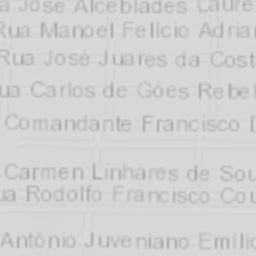 a José Alcebíades Laure
Rua Manoel Felício Adria
Rua José Juares da Cost
ua Carlos de Góes Rebe
Comandante Francisco D
Carmen Linhares de Sou
ua Rodolfo Francisco Cou
Antônio Juveniano Emílio